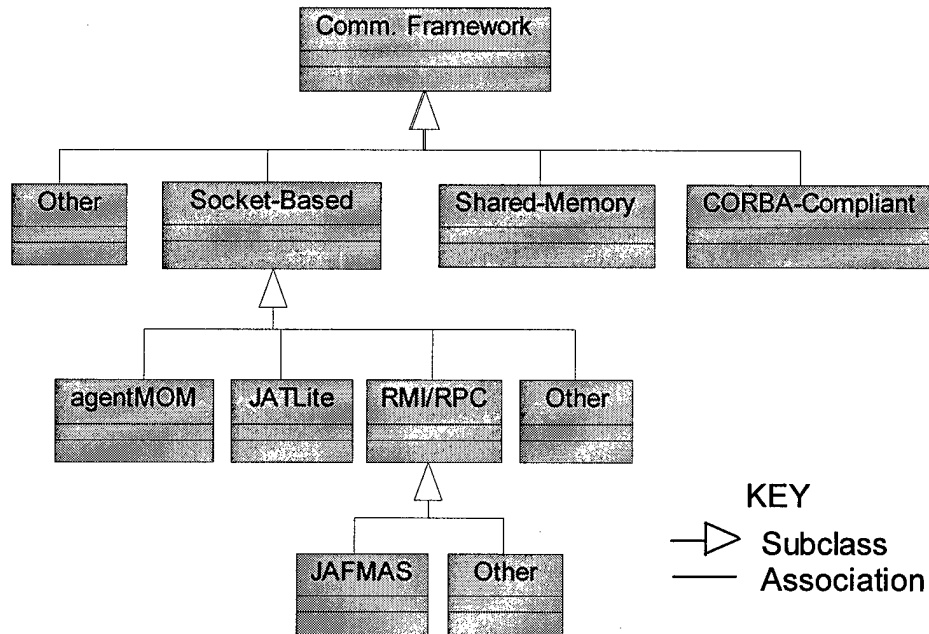 Comm. Framework
Other
Socket-Based
Shared-Memory
CORBA-Compliant
agentMOM
JATLite
RMI/RPC
Other
JAFMAS
Other
KEY
Subclass
Association